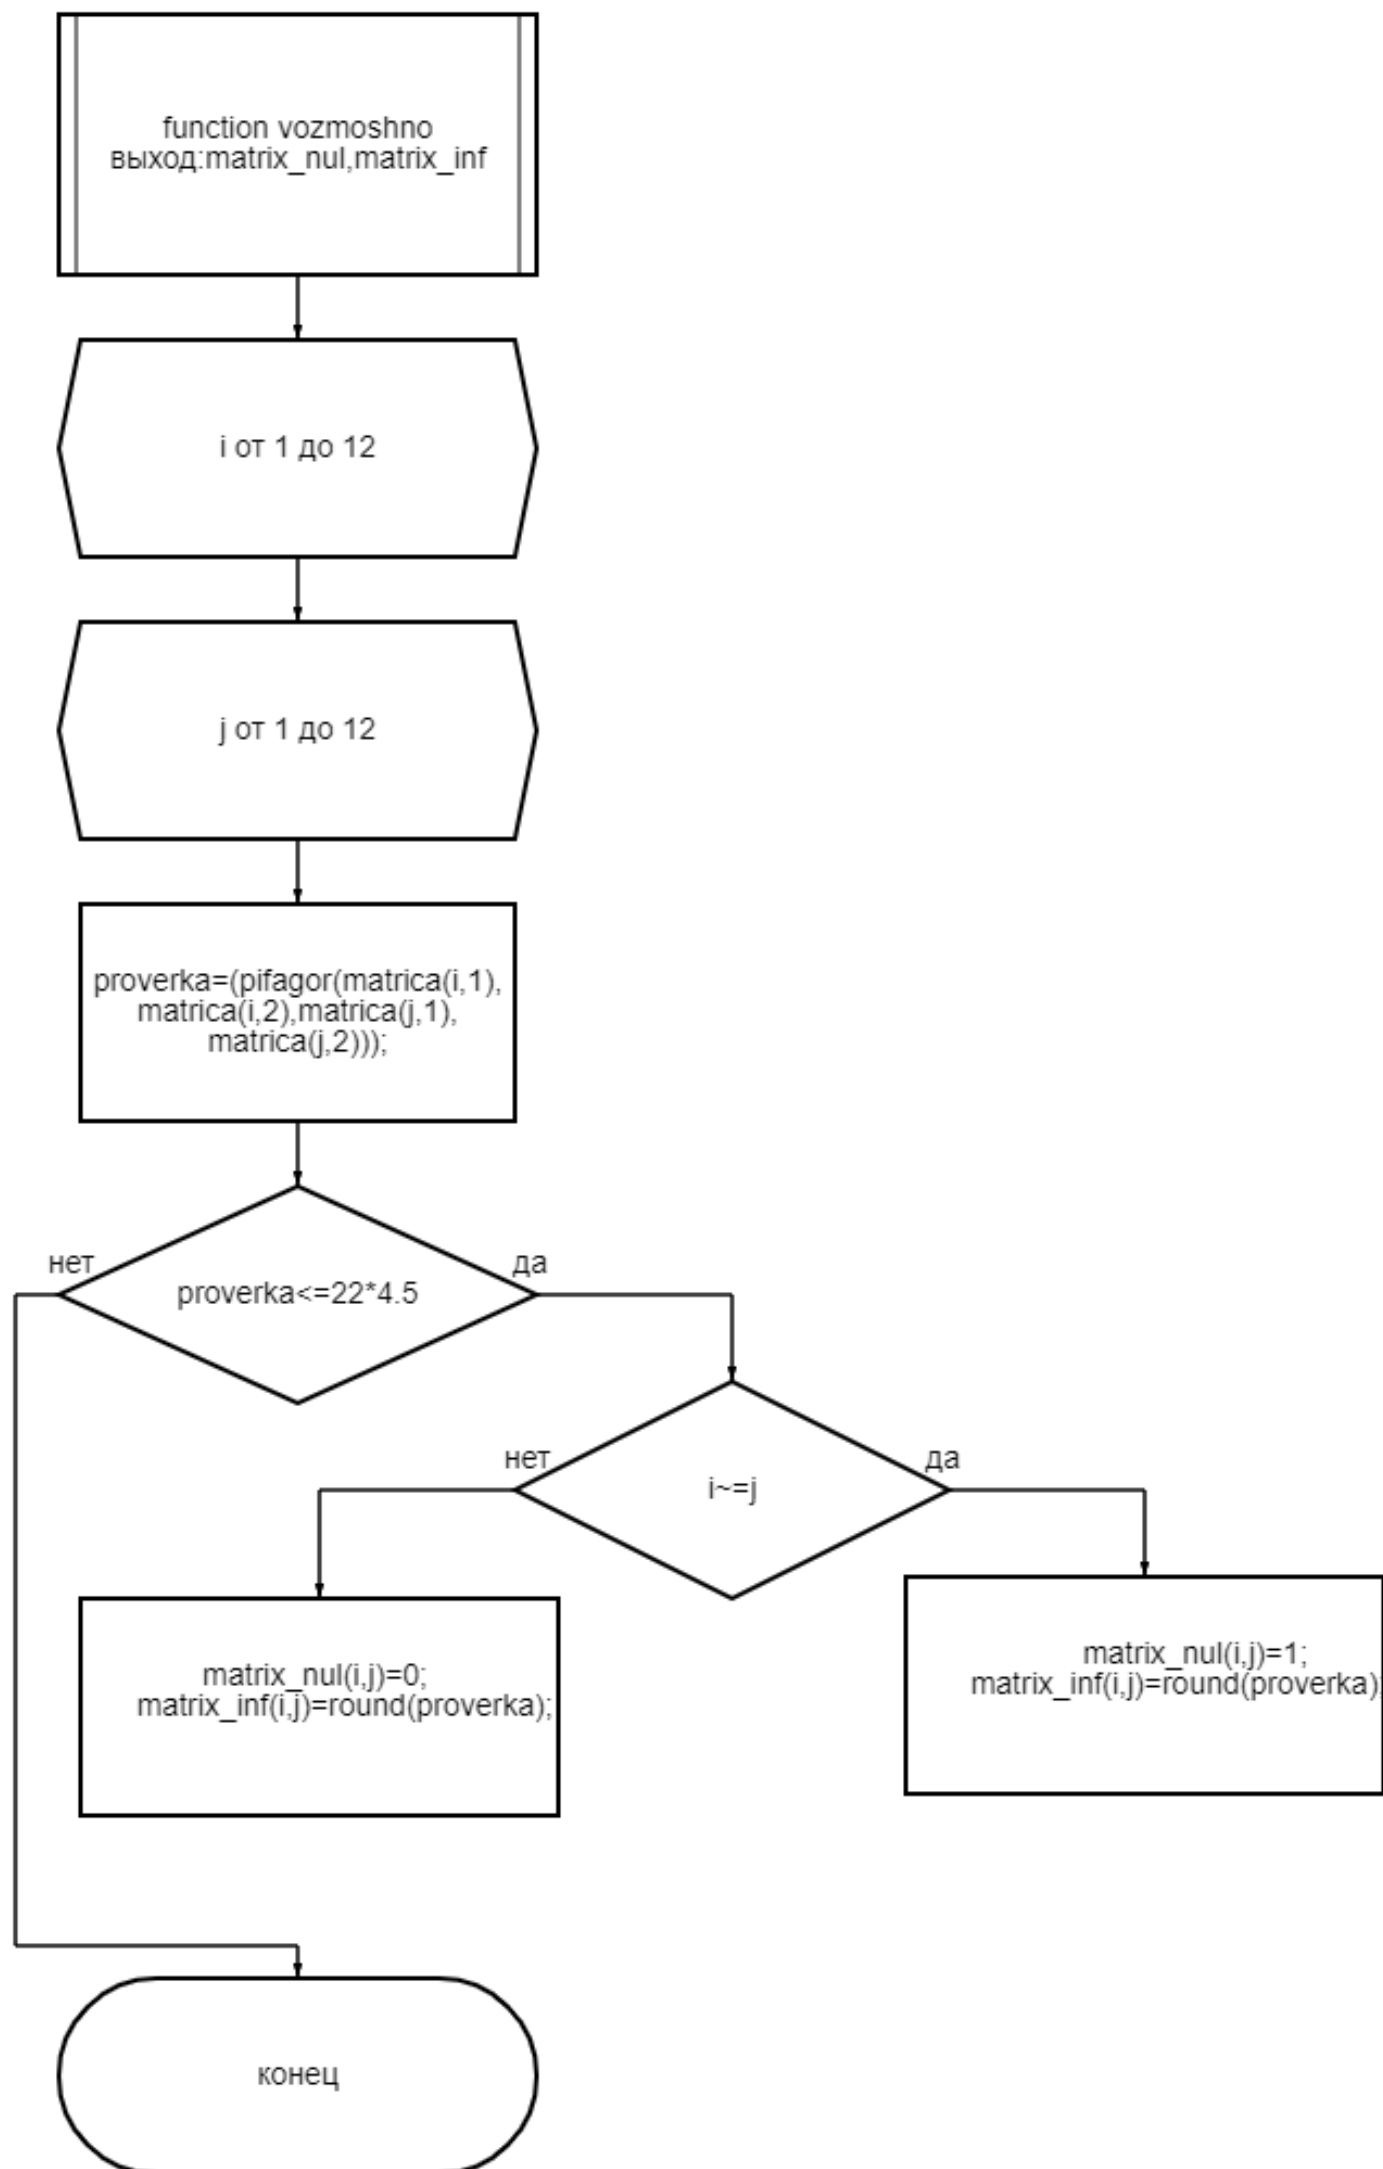 function vozmoshno
выход:matrix_nul,matrix_inf
i от 1 до 12
j от 1 до 12
proverka=(pifagor(matrica(i,1),
matrica(i,2),matrica(j,1),
matrica(j,2)));
нет
да
proverka<=22*4.5
нет
да
i~=j
matrix_nul(i,j)=0;
matrix_inf(i,j)=round(proverka);
matrix_nul(i,j)=1;
matrix_inf(i,j)=round(proverka);
конец